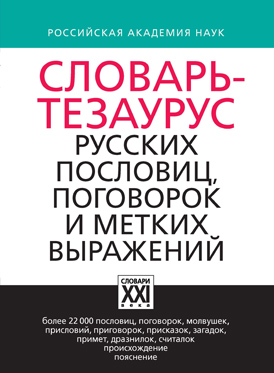 РОССИЙСКАЯ АКАДЕМИЯ НАУК
СЛОВАРЬ-
ТЕЗАУРУС
РУССКИХ
ПОСЛОВИЦ,
ПОГОВОРОК
И МЕТКИХ
ВЫРАЖЕНИЙ
СЛОВАРИ
XXI
века
более 22 000 пословиц, поговорок, молвушек,
присловий, приговорок, присказок, загадок,
примет, дразнилок, считалок
происхождение
пояснение